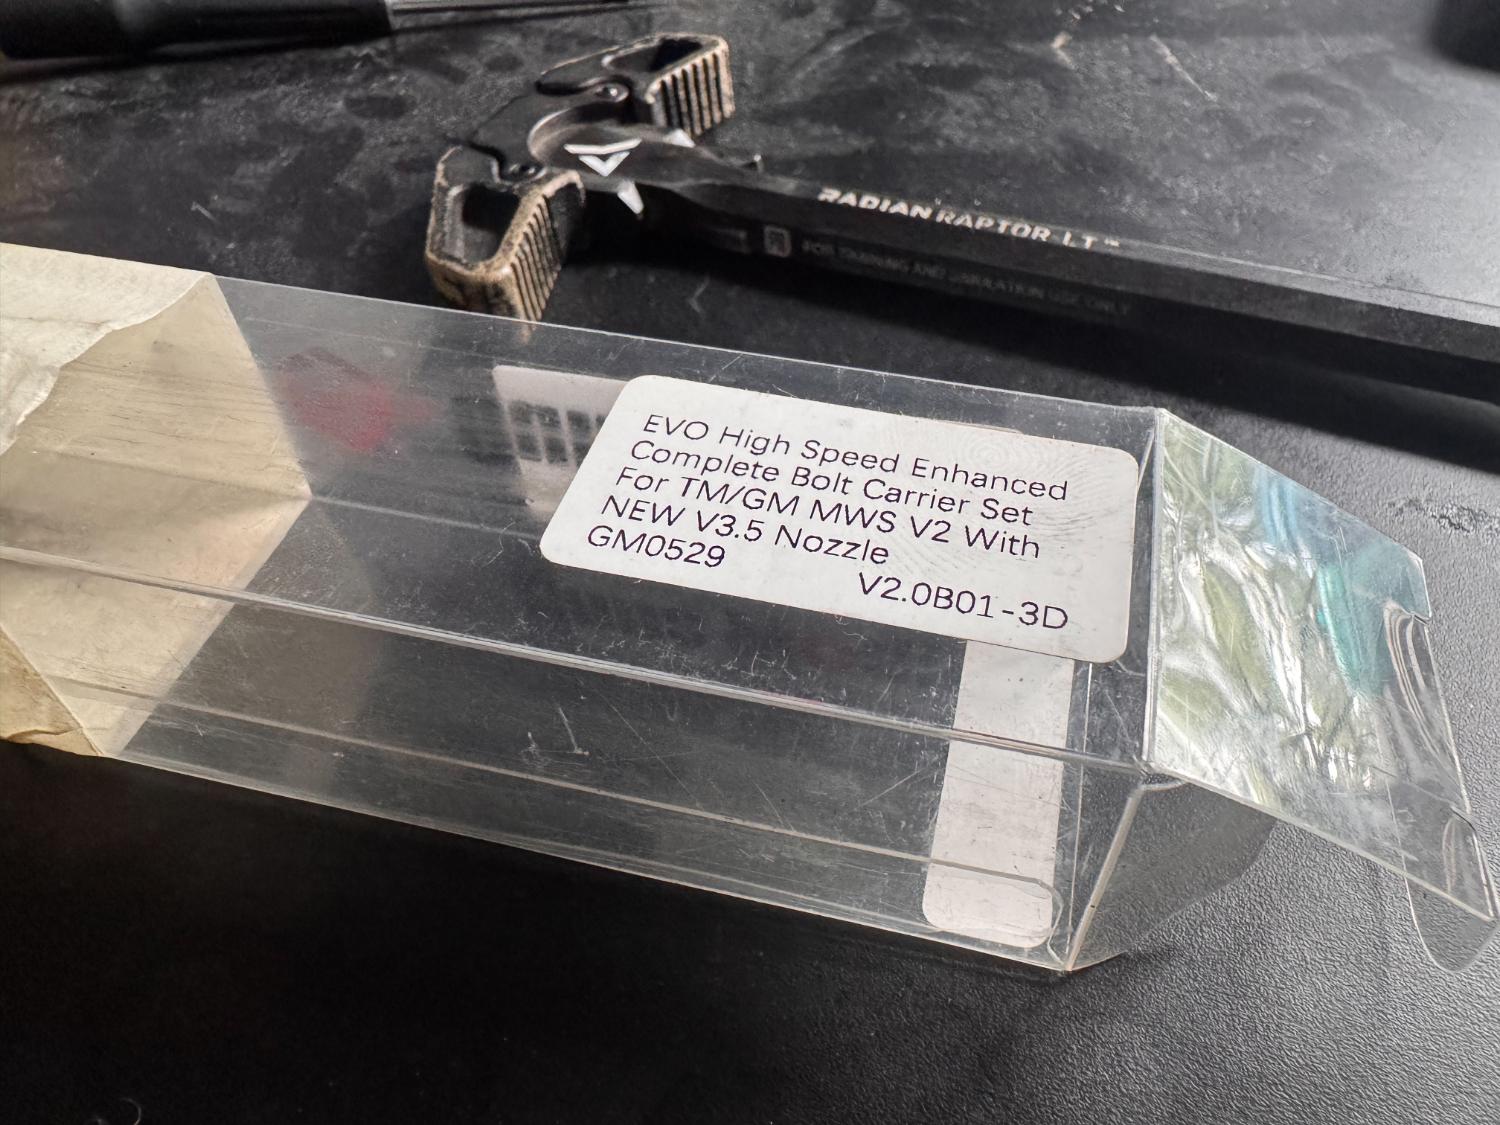 RADIAN RAPTOR-LT™
FOR TRAINING AND SIMULATION USE ONLY
EVO High Speed Enhanced
Complete Bolt Carrier Set
For TM/GM MWS V2 With
NEW V3.5 Nozzle
GM0529
V2.0B01-3D